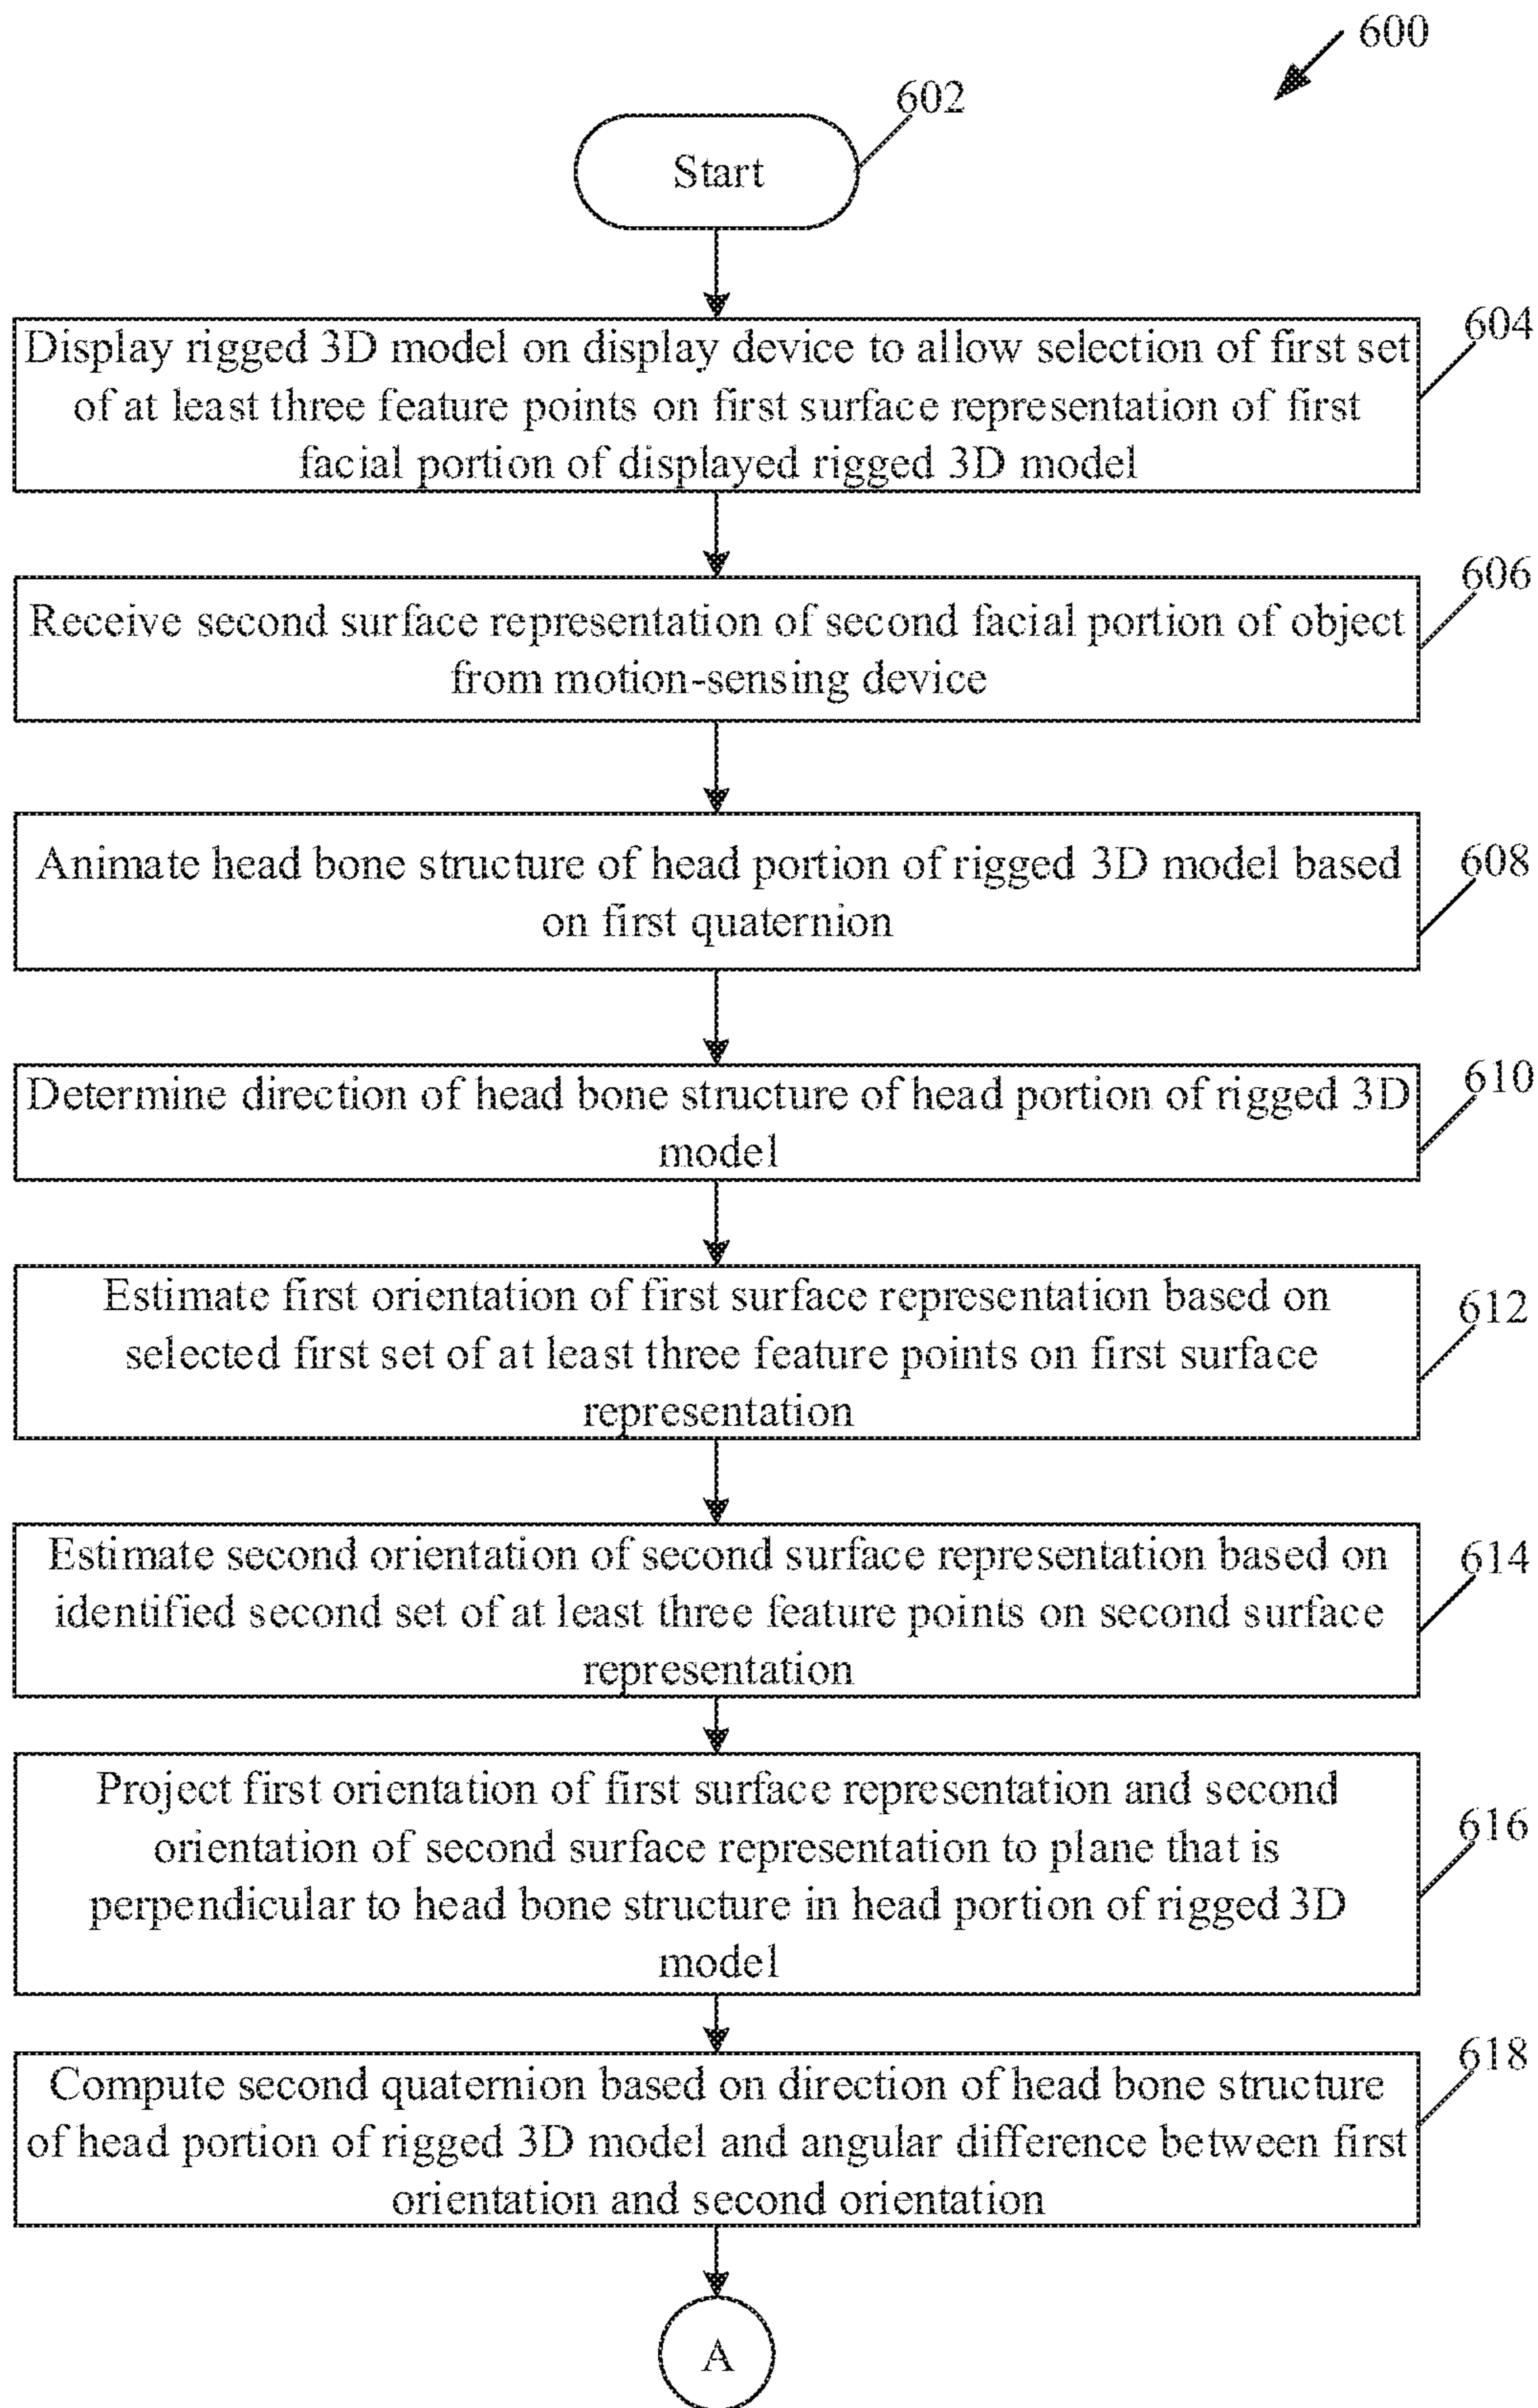 600
602
Start
604
Display rigged 3D model on display device to allow selection of first set
of at least three feature points on first surface representation of first
facial portion of displayed rigged 3D model
606
Receive second surface representation of second facial portion of object
from motion-sensing device
608
Animate head bone structure of head portion of rigged 3D model based
on first quaternion
610
Determine direction of head bone structure of head portion of rigged 3D
model
612
Estimate first orientation of first surface representation based on
selected first set of at least three feature points on first surface
representation
614
Estimate second orientation of second surface representation based on
identified second set of at least three feature points on second surface
representation
616
Project first orientation of first surface representation and second
orientation of second surface representation to plane that is
perpendicular to head bone structure in head portion of rigged 3D
model
618
Compute second quaternion based on direction of head bone structure
of head portion of rigged 3D model and angular difference between first
orientation and second orientation
A